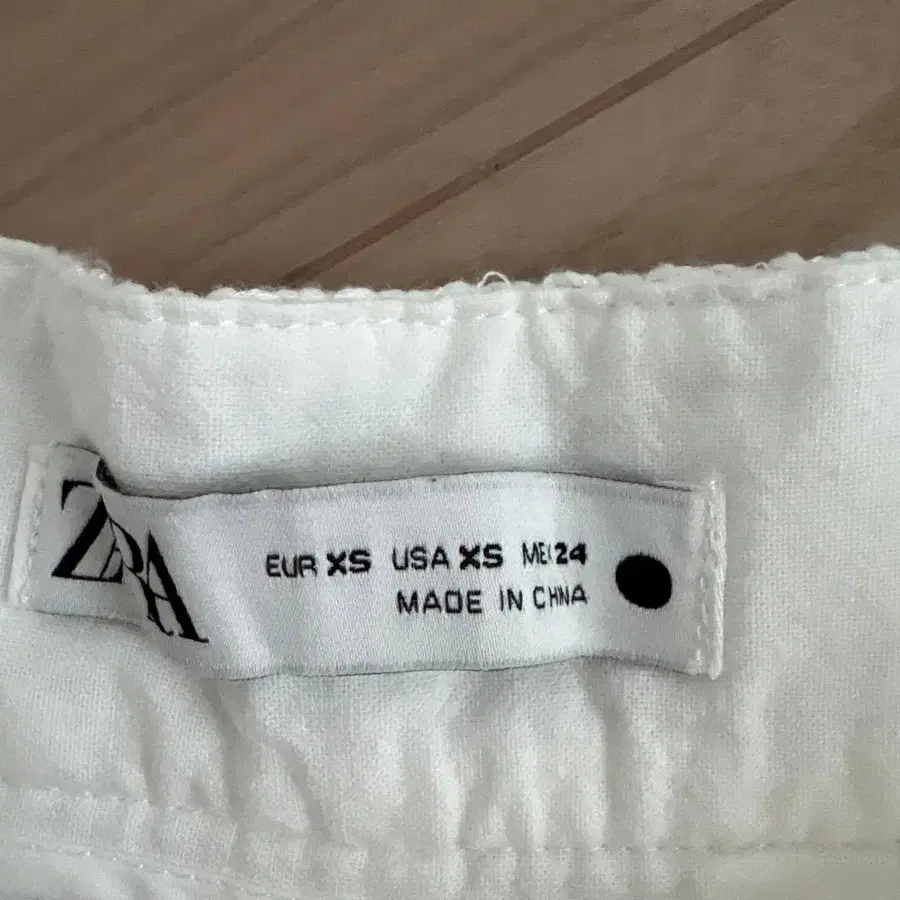 ZARA
EUR XS USA XS MEX 24
MADE IN CHINA